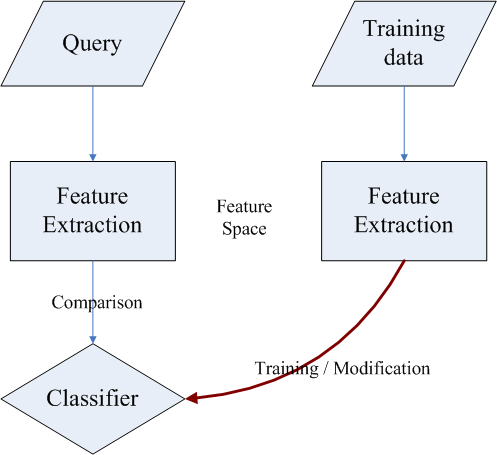 Query
Training
data
Feature
Extraction
Feature
Space
Feature
Extraction
Comparison
Training / Modification
Classifier